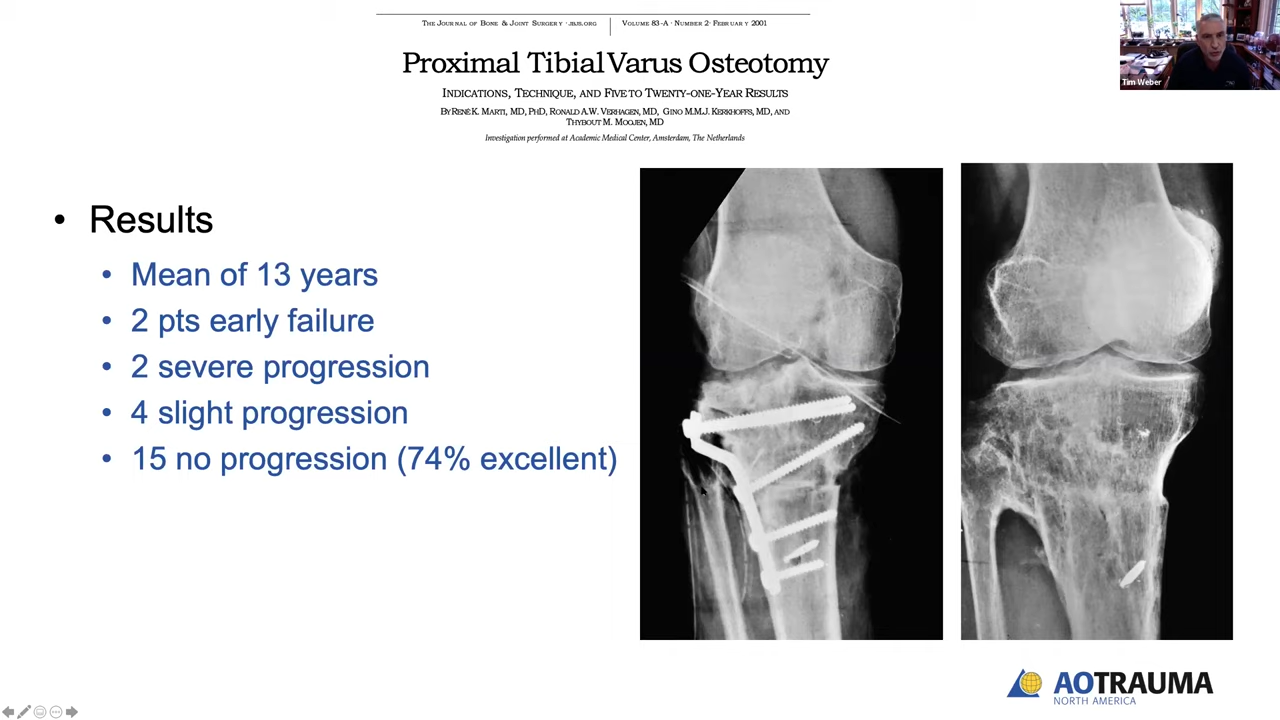 THE JOURNAL OF BONE & JOINT SURGERY · JBJS.ORG VOLUME 83-A · NUMBER 2 · FEBRUARY 2001
Proximal Tibial Varus Osteotomy
INDICATIONS, TECHNIQUE, AND FIVE TO TWENTY-ONE-YEAR RESULTS
BY RENÉ K. MARTI, MD, PHD, RONALD A.W. VERHAGEN, MD, GINO M.M.J. KERKHOFFS, MD, AND
THYBOUT M. MOOJEN, MD
Investigation performed at Academic Medical Center, Amsterdam, The Netherlands
Tim Weber
• Results
• Mean of 13 years
• 2 pts early failure
• 2 severe progression
• 4 slight progression
• 15 no progression (74% excellent)
AOTRAUMA
NORTH AMERICA